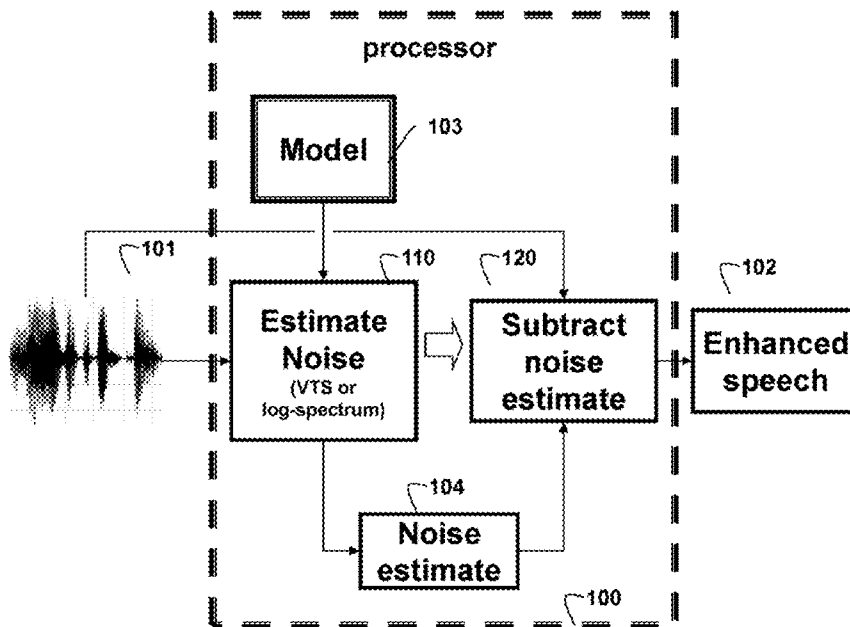 processor
Model
103
101
110
120
102
Estimate
Noise
(VTS or
log-spectrum)
Subtract
noise
estimate
Enhanced
speech
104
Noise
estimate
100